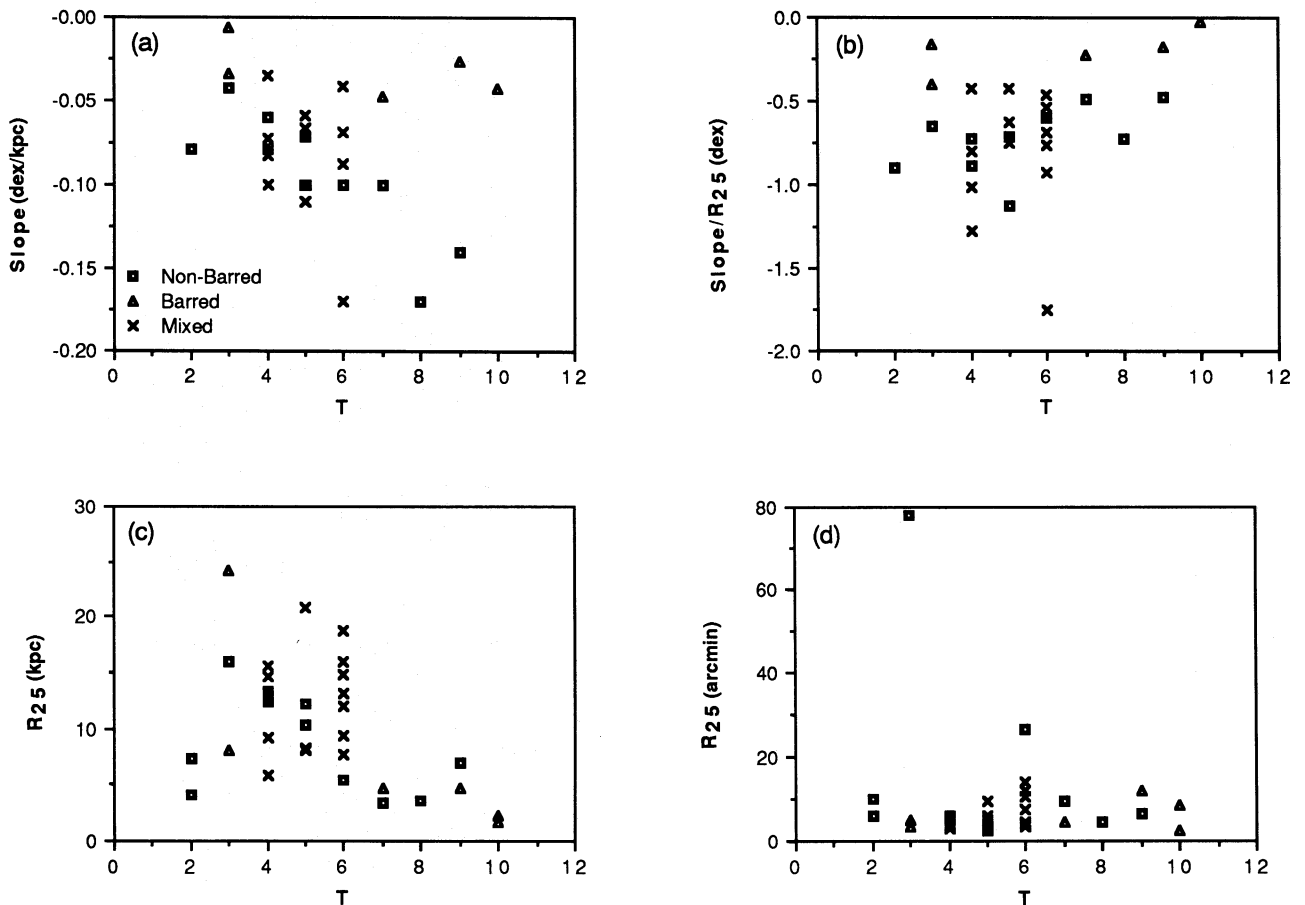 (a)
Slope (dex/kpc)
-0.00
-0.05
-0.10
-0.15
-0.20
Non-Barred
Barred
Mixed
0 2 4 6 8 10 12
T
(b)
Slope/R25 (dex)
0.0
-0.5
-1.0
-1.5
-2.0
0 2 4 6 8 10 12
T
(c)
R25 (kpc)
30
20
10
0
0 2 4 6 8 10 12
T
(d)
R25 (arcmin)
80
60
40
20
0
0 2 4 6 8 10 12
T